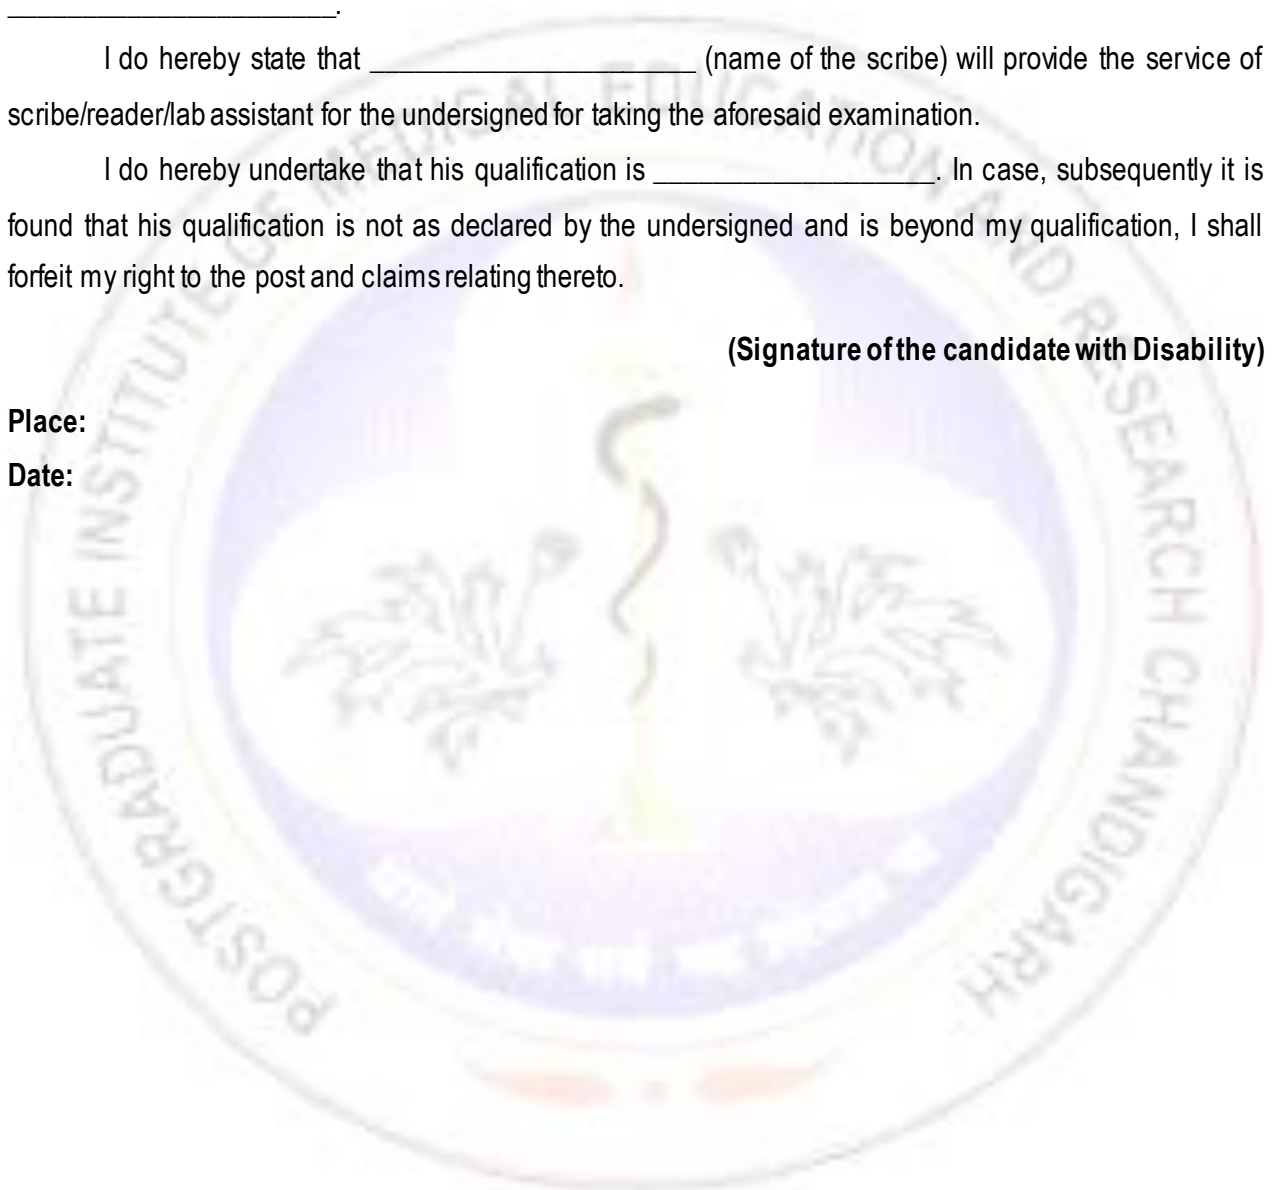 ______________________.
I do hereby state that ______________________ (name of the scribe) will provide the service of
scribe/reader/lab assistant for the undersigned for taking the aforesaid examination.
I do hereby undertake that his qualification is ___________________. In case, subsequently it is
found that his qualification is not as declared by the undersigned and is beyond my qualification, I shall
forfeit my right to the post and claims relating thereto.
(Signature of the candidate with Disability)
Place:
Date:
POSTGRADUATE INSTITUTE OF MEDICAL EDUCATION AND RESEARCH CHANDIGARH